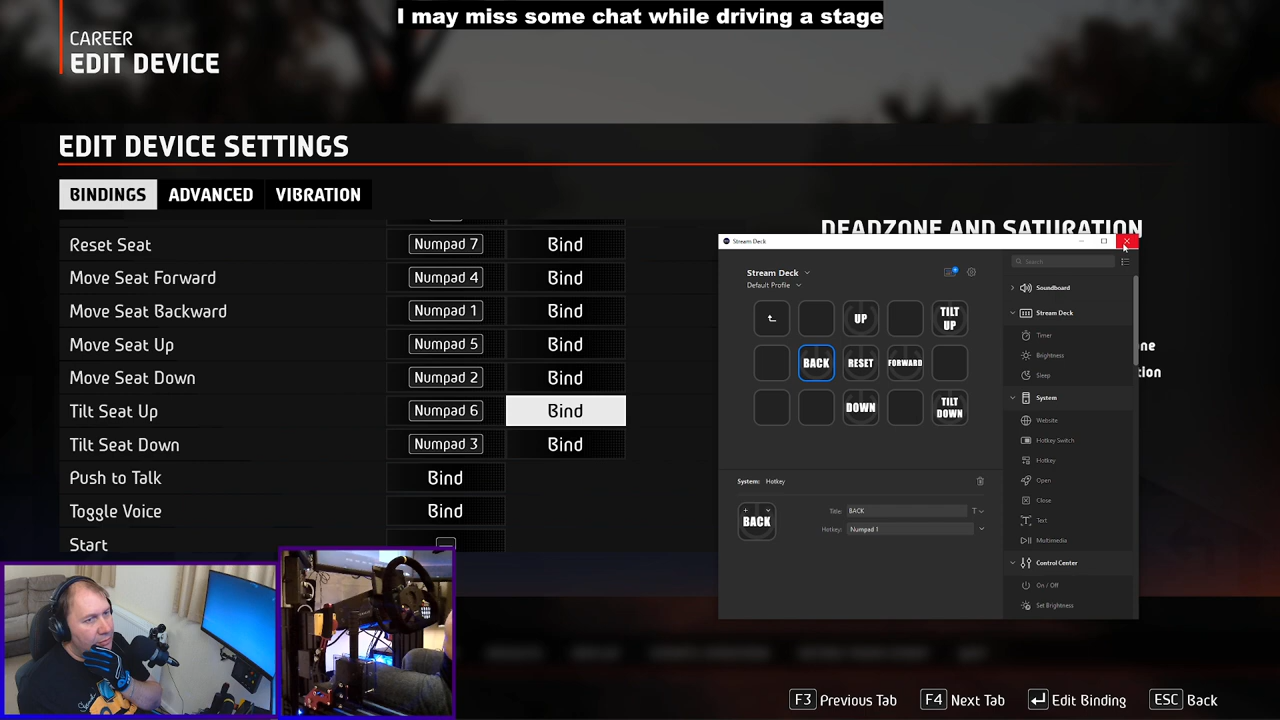 I may miss some chat while driving a stage
CAREER
EDIT DEVICE
EDIT DEVICE SETTINGS
BINDINGS ADVANCED VIBRATION
Reset Seat Numpad 7 Bind
Move Seat Forward Numpad 4 Bind
Move Seat Backward Numpad 1 Bind
Move Seat Up Numpad 5 Bind
Move Seat Down Numpad 2 Bind
Tilt Seat Up Numpad 6 Bind
Tilt Seat Down Numpad 3 Bind
Push to Talk Bind
Toggle Voice Bind
Start
DEADZONE AND SATURATION
Stream Deck
Stream Deck
Default Profile
UP
TILT
UP
BACK RESET FORWARD
DOWN
TILT
DOWN
System: Hotkey
BACK
Title: BACK
Hotkey: Numpad 1
Search
Soundboard
Stream Deck
Timer
Brightness
Sleep
System
Website
Hotkey Switch
Hotkey
Open
Close
Text
Multimedia
Control Center
On / Off
Set Brightness
F3 Previous Tab F4 Next Tab Edit Binding ESC Back